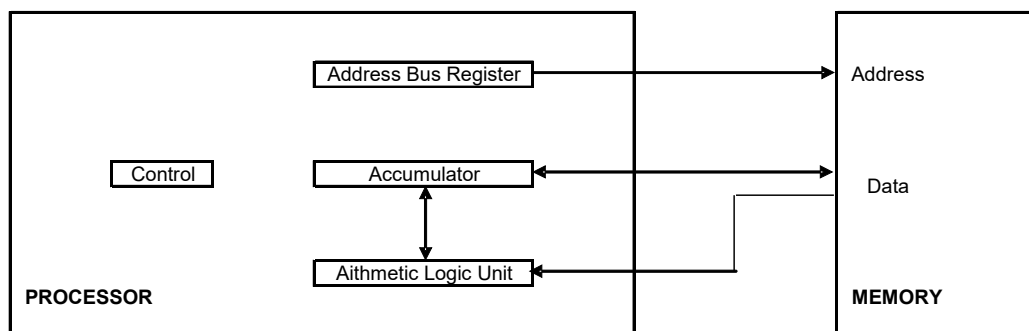 Address Bus Register
Address
Control
Accumulator
Data
Aithmetic Logic Unit
PROCESSOR
MEMORY